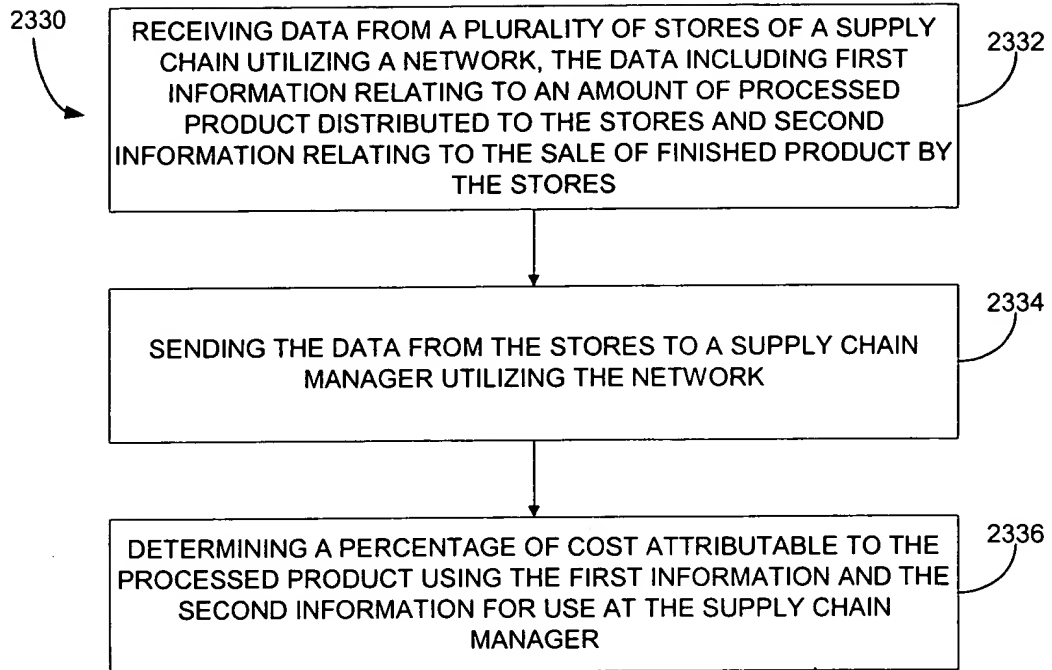 2330
RECEIVING DATA FROM A PLURALITY OF STORES OF A SUPPLY
CHAIN UTILIZING A NETWORK, THE DATA INCLUDING FIRST
INFORMATION RELATING TO AN AMOUNT OF PROCESSED
PRODUCT DISTRIBUTED TO THE STORES AND SECOND
INFORMATION RELATING TO THE SALE OF FINISHED PRODUCT BY
THE STORES
2332
SENDING THE DATA FROM THE STORES TO A SUPPLY CHAIN
MANAGER UTILIZING THE NETWORK
2334
DETERMINING A PERCENTAGE OF COST ATTRIBUTABLE TO THE
PROCESSED PRODUCT USING THE FIRST INFORMATION AND THE
SECOND INFORMATION FOR USE AT THE SUPPLY CHAIN
MANAGER
2336